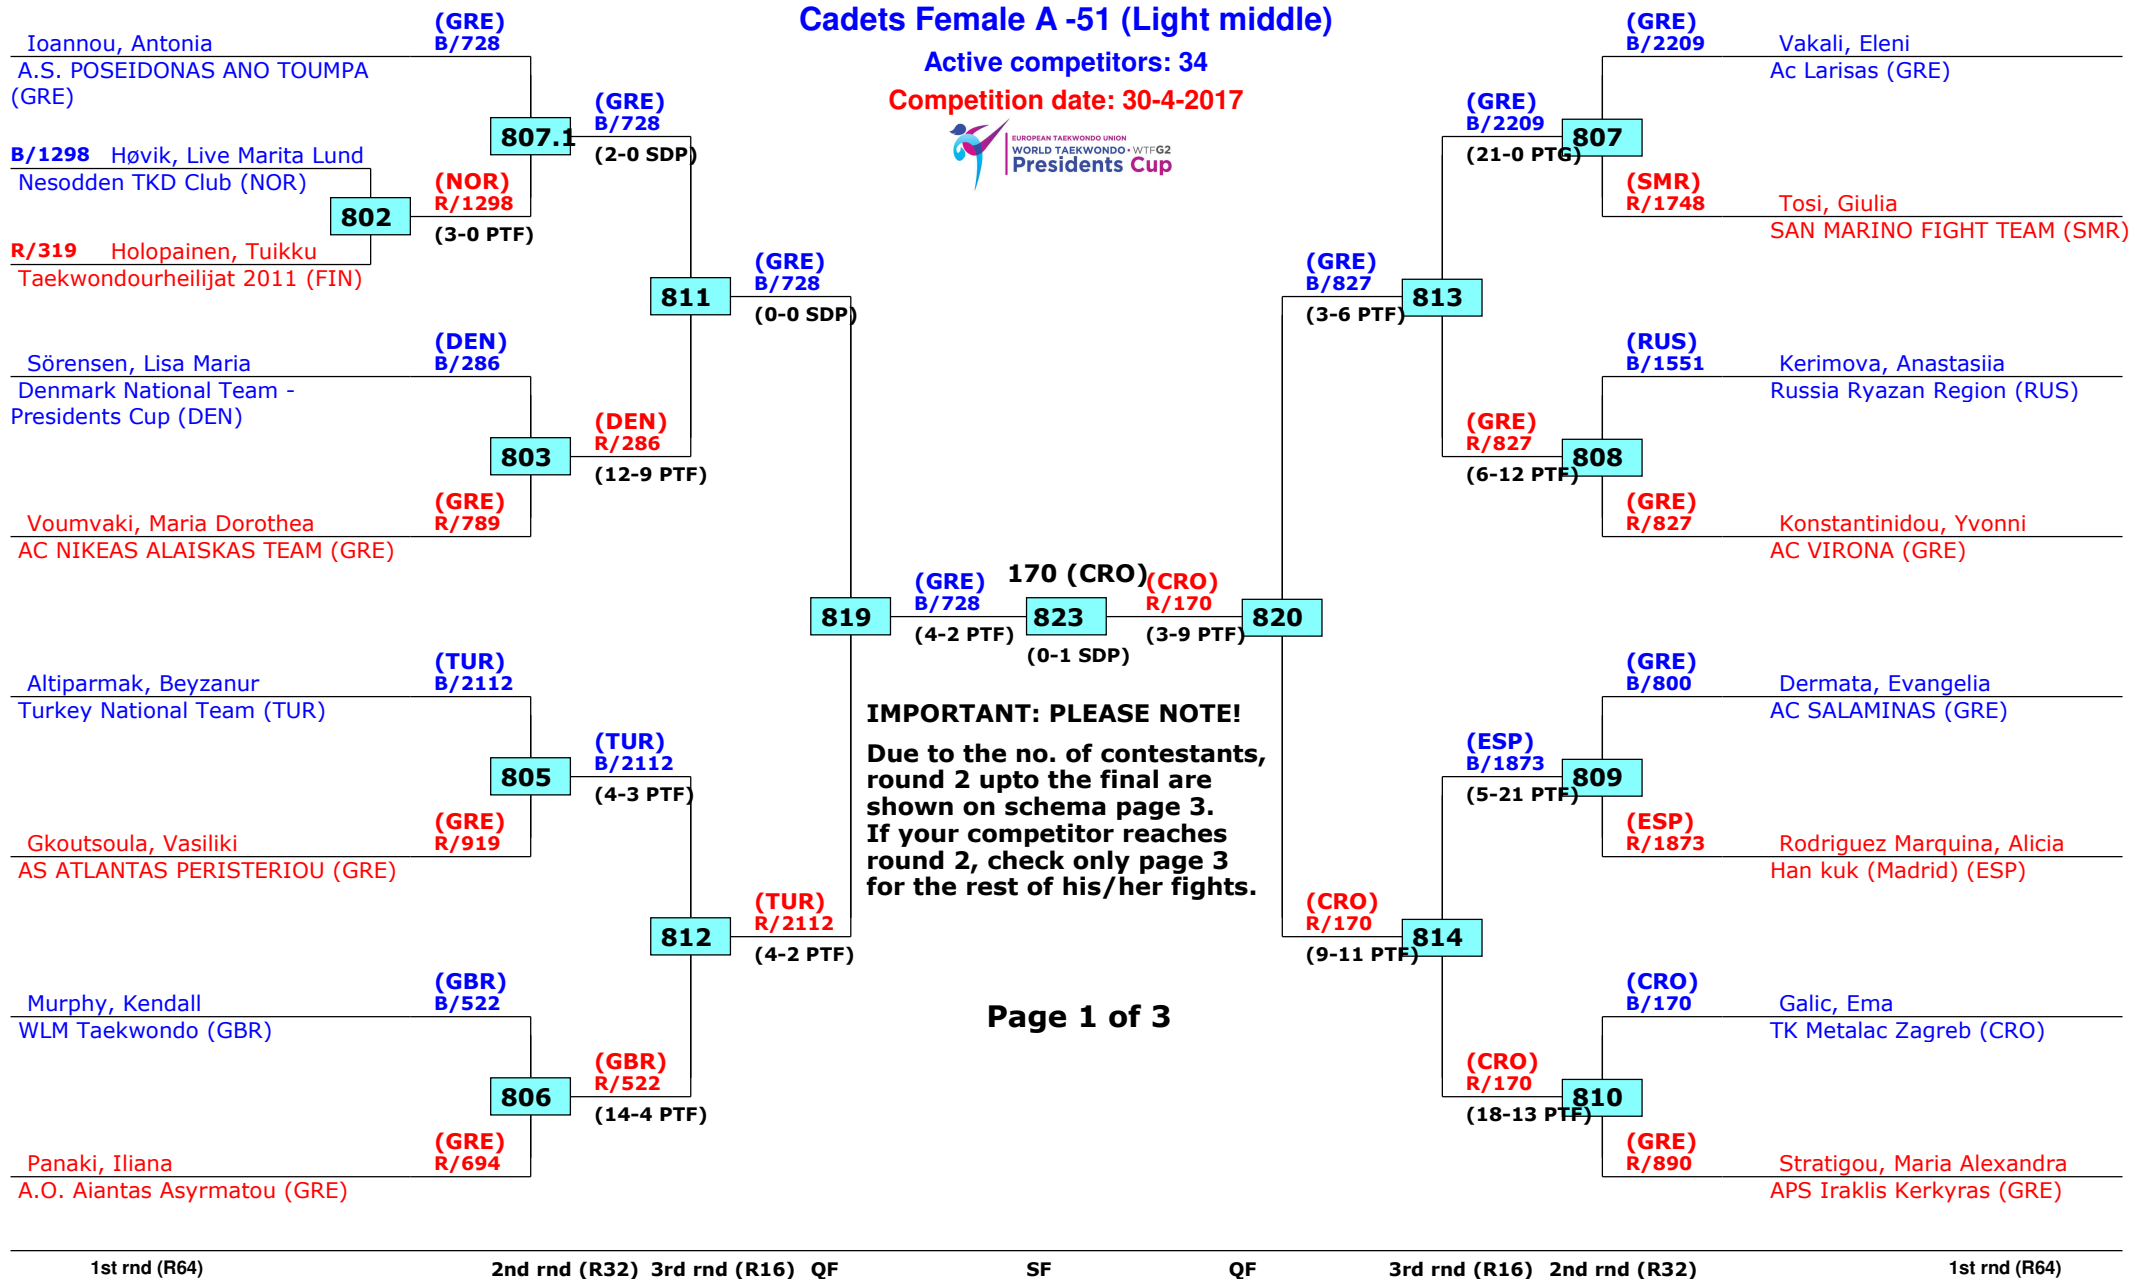 Cadets Female A -51 (Light middle)
Active competitors: 34
Competition date: 30-4-2017
EUROPEAN TAEKWONDO UNION
WORLD TAEKWONDO • WTFG2
Presidents Cup
(GRE)
B/728
Ioannou, Antonia
A.S. POSEIDONAS ANO TOUMPA
(GRE)
807.1
(GRE)
B/728
(2-0 SDP)
B/1298 Høvik, Live Marita Lund
Nesodden TKD Club (NOR)
802
(NOR)
R/1298
(3-0 PTF)
R/319 Holopainen, Tuikku
Taekwondourheilijat 2011 (FIN)
811
(GRE)
B/728
(0-0 SDP)
(DEN)
B/286
Sörensen, Lisa Maria
Denmark National Team -
Presidents Cup (DEN)
803
(DEN)
R/286
(12-9 PTF)
(GRE)
R/789
Voumvaki, Maria Dorothea
AC NIKEAS ALAISKAS TEAM (GRE)
819
(GRE)
B/728
(4-2 PTF)
170 (CRO)
823
(0-1 SDP)
(CRO)
R/170
(3-9 PTF)
820
(TUR)
B/2112
Altiparmak, Beyzanur
Turkey National Team (TUR)
805
(TUR)
B/2112
(4-3 PTF)
(GRE)
R/919
Gkoutsoula, Vasiliki
AS ATLANTAS PERISTERIOU (GRE)
812
(TUR)
R/2112
(4-2 PTF)
(GBR)
B/522
Murphy, Kendall
WLM Taekwondo (GBR)
806
(GBR)
R/522
(14-4 PTF)
(GRE)
R/694
Panaki, Iliana
A.O. Aiantas Asyrmatou (GRE)
IMPORTANT: PLEASE NOTE!
Due to the no. of contestants,
round 2 upto the final are
shown on schema page 3.
If your competitor reaches
round 2, check only page 3
for the rest of his/her fights.
Page 1 of 3
(GRE)
B/2209
Vakali, Eleni
Ac Larisas (GRE)
(GRE)
B/2209
(21-0 PTG)
807
(SMR)
R/1748
Tosi, Giulia
SAN MARINO FIGHT TEAM (SMR)
(GRE)
B/827
(3-6 PTF)
813
(RUS)
B/1551
Kerimova, Anastasiia
Russia Ryazan Region (RUS)
(GRE)
R/827
(6-12 PTF)
808
(GRE)
R/827
Konstantinidou, Yvonni
AC VIRONA (GRE)
(GRE)
B/800
Dermata, Evangelia
AC SALAMINAS (GRE)
(ESP)
B/1873
(5-21 PTF)
809
(ESP)
R/1873
Rodriguez Marquina, Alicia
Han kuk (Madrid) (ESP)
(CRO)
R/170
(9-11 PTF)
814
(CRO)
B/170
Galic, Ema
TK Metalac Zagreb (CRO)
(CRO)
R/170
(18-13 PTF)
810
(GRE)
R/890
Stratigou, Maria Alexandra
APS Iraklis Kerkyras (GRE)
1st rnd (R64) 2nd rnd (R32) 3rd rnd (R16) QF SF QF 3rd rnd (R16) 2nd rnd (R32) 1st rnd (R64)